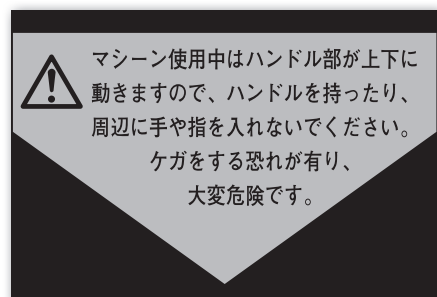 マシーン使用中はハンドル部が上下に
動きますので、ハンドルを持ったり、
周辺に手や指を入れないでください。
ケガをする恐れが有り、
大変危険です。